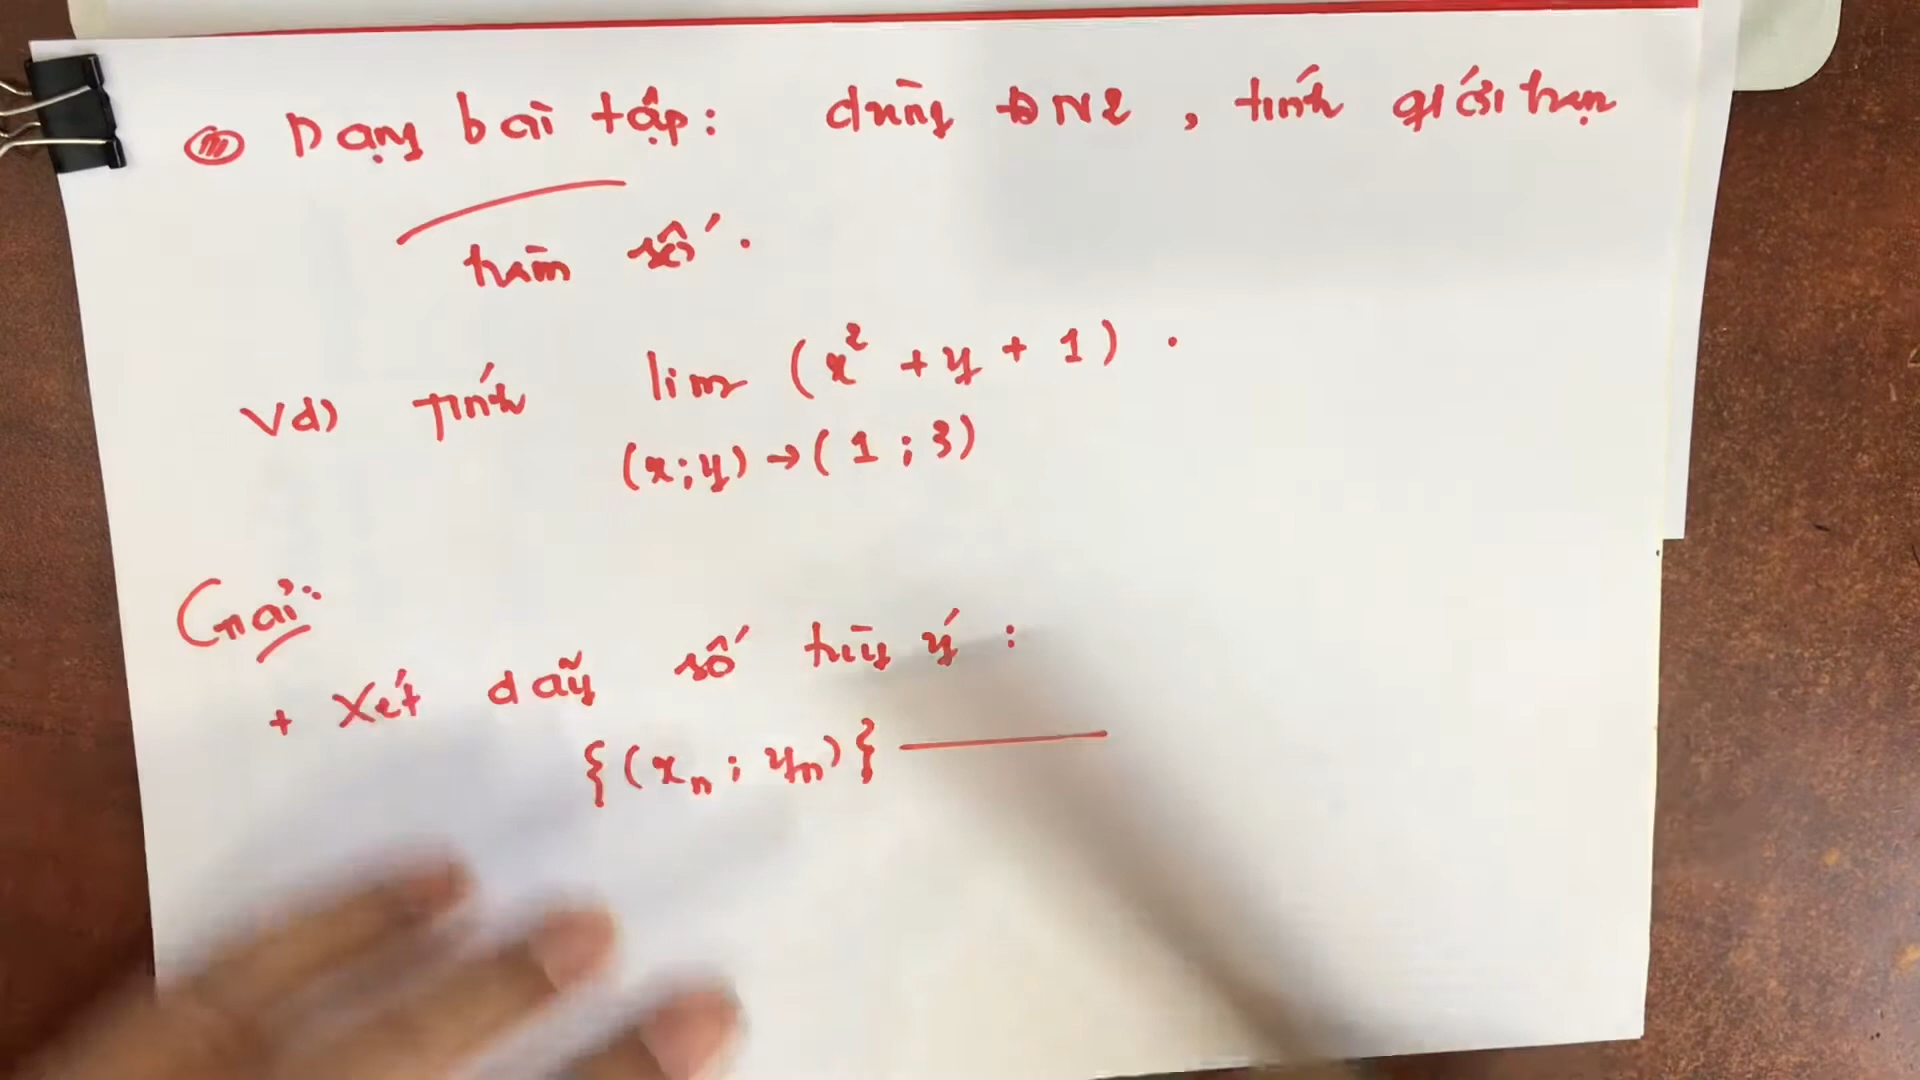 (III) Dạng bài tập: dùng ĐN2, tính giới hạn
hàm số.
Vd) Tính lim (x² + y + 1).
(x;y)→(1;3)
Giải:
+ Xét dãy số tùy ý:
{(xₙ; yₙ)}